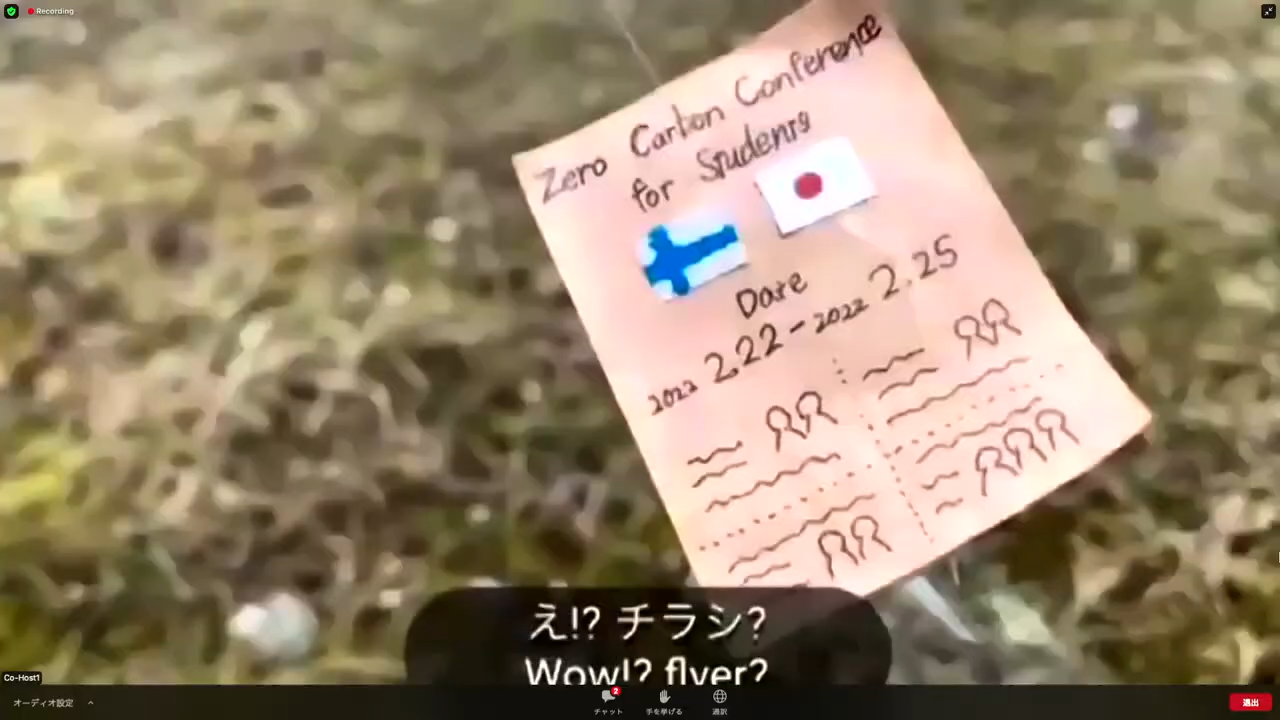 Recording
Zero Carbon Conference
for Students
Date
2022 2.22 - 2022 2.25
え!? チラシ?
Wow!? flyer?
Co-Host1
オーディオ設定
2
チャット
手を挙げる
通訳
退出